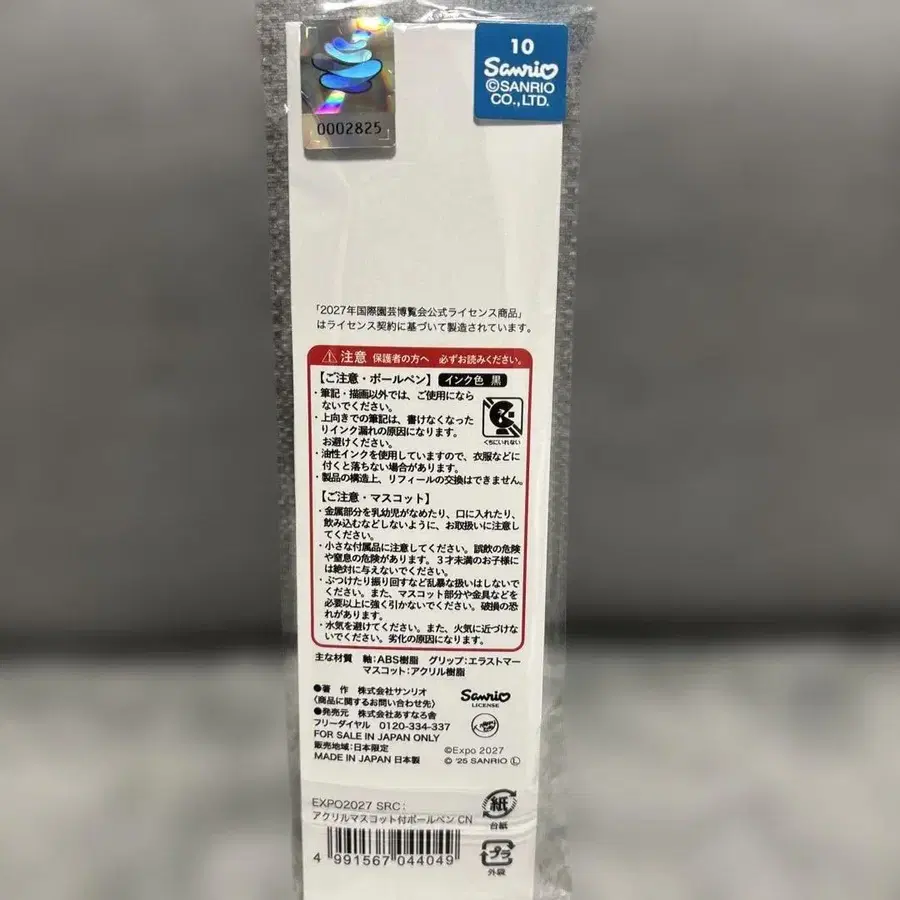 0002825
10
Sanrio
©SANRIO
CO.,LTD.
「2027年国際園芸博覧会公式ライセンス商品」
はライセンス契約に基づいて製造されています。
⚠注意 保護者の方へ 必ずお読みください。
【ご注意・ボールペン】 インク色 黒
・筆記・描画以外では、ご使用になら
ないでください。
・上向きでの筆記は、書けなくなった
りインク漏れの原因になります。
お避けください。
くちにいれない
・油性インクを使用していますので、衣服などに
付くと落ちない場合があります。
・製品の構造上、リフィールの交換はできません。
【ご注意・マスコット】
・金属部分を乳幼児がなめたり、口に入れたり、
飲み込むなどしないように、お取扱いに注意し
てください。
・小さな付属品に注意してください。誤飲の危険
や窒息の危険があります。3才未満のお子様に
は絶対に与えないでください。
・ぶつけたり振り回すなど乱暴な扱いはしないで
ください。また、マスコット部分や金具などを
必要以上に強く引かないでください。破損の恐
れがあります。
・水気を避けてください。また、火気に近づけな
いでください。劣化の原因になります。
主な材質 軸:ABS樹脂 グリップ:エラストマー
マスコット:アクリル樹脂
●著 作 株式会社サンリオ
〈商品に関するお問い合わせ先〉
●発売元 株式会社あすなろ舎
フリーダイヤル 0120-334-337
FOR SALE IN JAPAN ONLY
販売地域:日本限定
MADE IN JAPAN 日本製
Sanrio
LICENSE
©Expo 2027
© '25 SANRIO Ⓛ
EXPO2027 SRC:
アクリルマスコット付ボールペン CN
4 991567 044049
紙
台紙
プラ
外袋